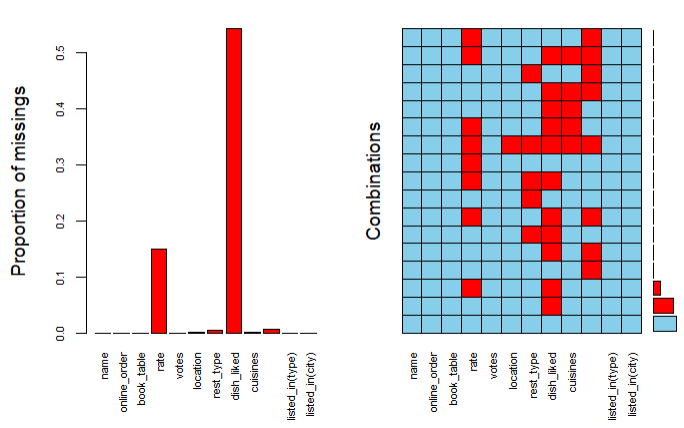 Proportion of missings
0.5
0.4
0.3
0.2
0.1
0.0
name
online_order
book_table
rate
votes
location
rest_type
dish_liked
cuisines
listed_in(type)
listed_in(city)
Combinations
name
online_order
book_table
rate
votes
location
rest_type
dish_liked
cuisines
listed_in(type)
listed_in(city)